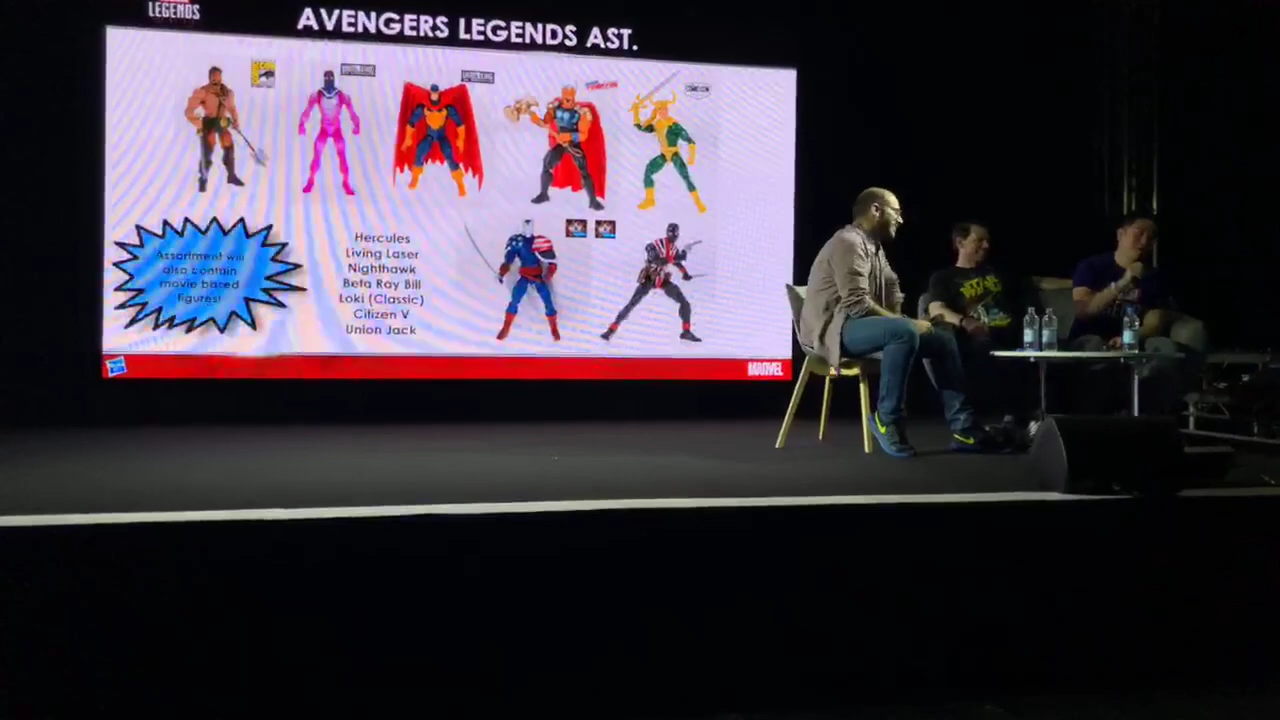 LEGENDS
AVENGERS LEGENDS AST.
Assortment will
also contain
movie based
figures!
Hercules
Living Laser
Nighthawk
Beta Ray Bill
Loki (Classic)
Citizen V
Union Jack
MARVEL